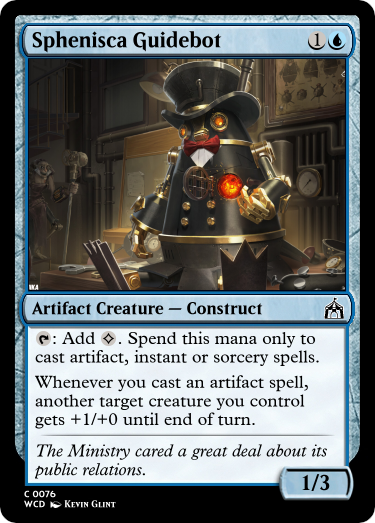 Sphenisca Guidebot 1
WA
Artifact Creature — Construct
: Add . Spend this mana only to
cast artifact, instant or sorcery spells.
Whenever you cast an artifact spell,
another target creature you control
gets +1/+0 until end of turn.
The Ministry cared a great deal about its
public relations.
1/3
C 0076
WCD Kevin Glint